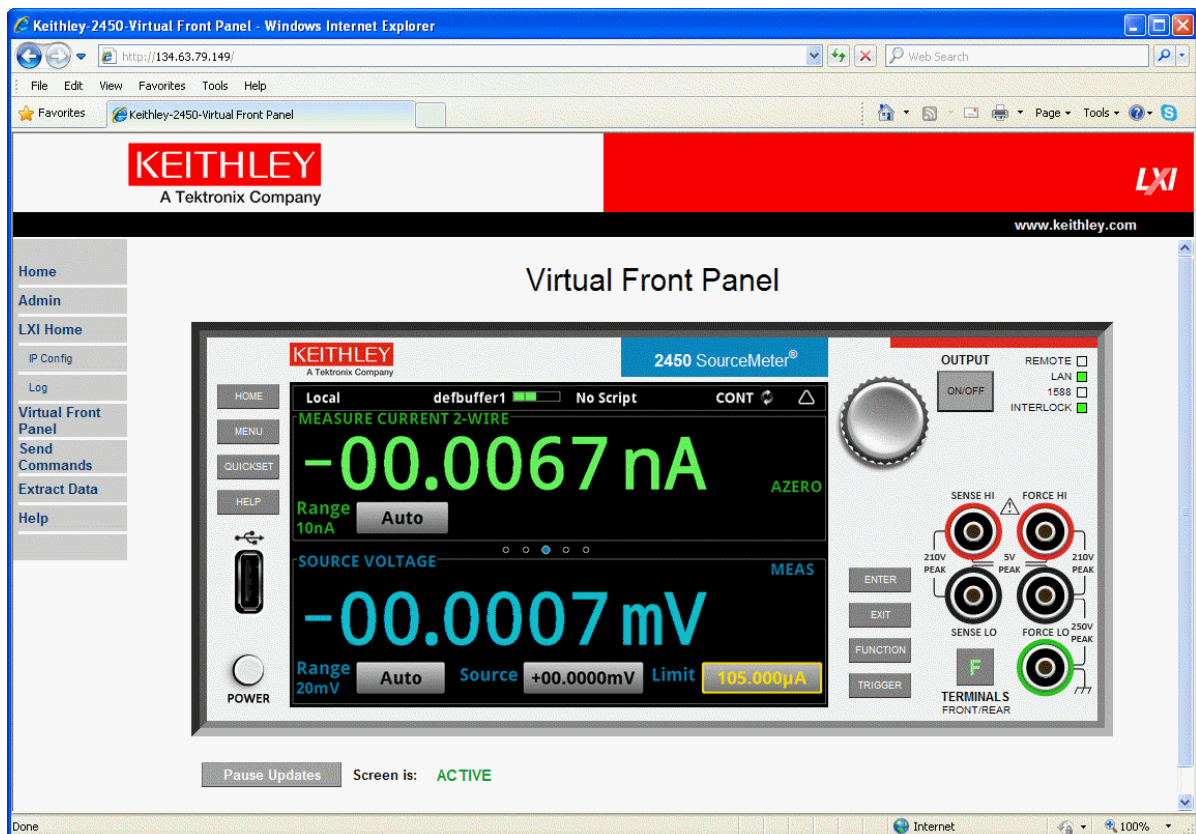 Keithley-2450-Virtual Front Panel - Windows Internet Explorer
http://134.63.79.149/
Web Search
File Edit View Favorites Tools Help
Favorites
Keithley-2450-Virtual Front Panel
Page Tools
KEITHLEY
A Tektronix Company
LXI
www.keithley.com
Home
Admin
LXI Home
IP Config
Log
Virtual Front
Panel
Send
Commands
Extract Data
Help
Virtual Front Panel
KEITHLEY
A Tektronix Company
2450 SourceMeter®
HOME
MENU
QUICKSET
HELP
POWER
Local defbuffer1 No Script CONT
MEASURE CURRENT 2-WIRE
-00.0067 nA
AZERO
Range
10nA
Auto
SOURCE VOLTAGE
MEAS
-00.0007 mV
Range
20mV
Auto
Source +00.0000mV
Limit 105.000µA
OUTPUT
ON/OFF
REMOTE
LAN
1588
INTERLOCK
SENSE HI
FORCE HI
210V
PEAK
5V
PEAK
210V
PEAK
SENSE LO
FORCE LO
250V
PEAK
ENTER
EXIT
FUNCTION
TRIGGER
F
TERMINALS
FRONT/REAR
Pause Updates
Screen is: ACTIVE
Done
Internet
100%